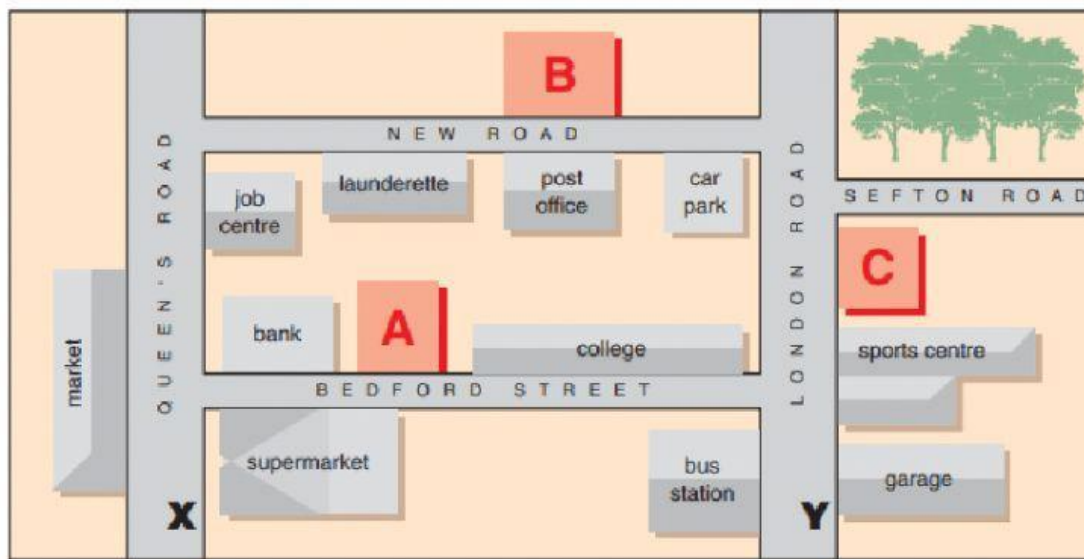 B
NEW ROAD
job
centre
launderette
post
office
car
park
SEFTON ROAD
QUEEN'S ROAD
LONDON ROAD
market
bank
A
college
C
sports centre
BEDFORD STREET
supermarket
bus
station
garage
X
Y